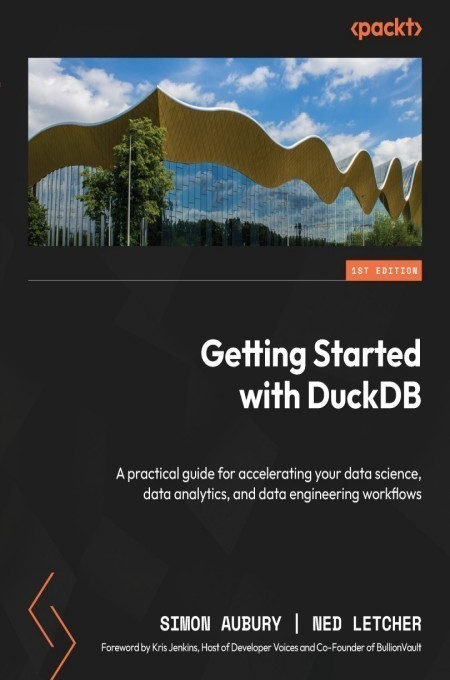 <packt>
1ST EDITION
Getting Started
with DuckDB
A practical guide for accelerating your data science,
data analytics, and data engineering workflows
SIMON AUBURY | NED LETCHER
Foreword by Kris Jenkins, Host of Developer Voices and Co-Founder of BullionVault